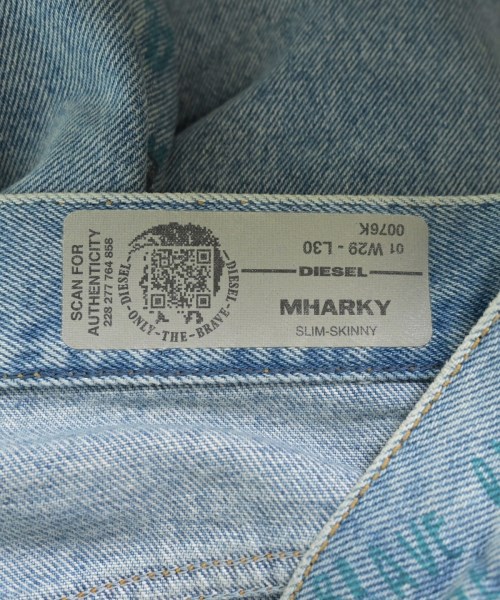 SCAN FOR
AUTHENTICITY
228 277 764 858
DIESEL
ONLY-THE-BRAVE
DIESEL
01 W29 - L30
0076K
DIESEL
MHARKY
SLIM-SKINNY